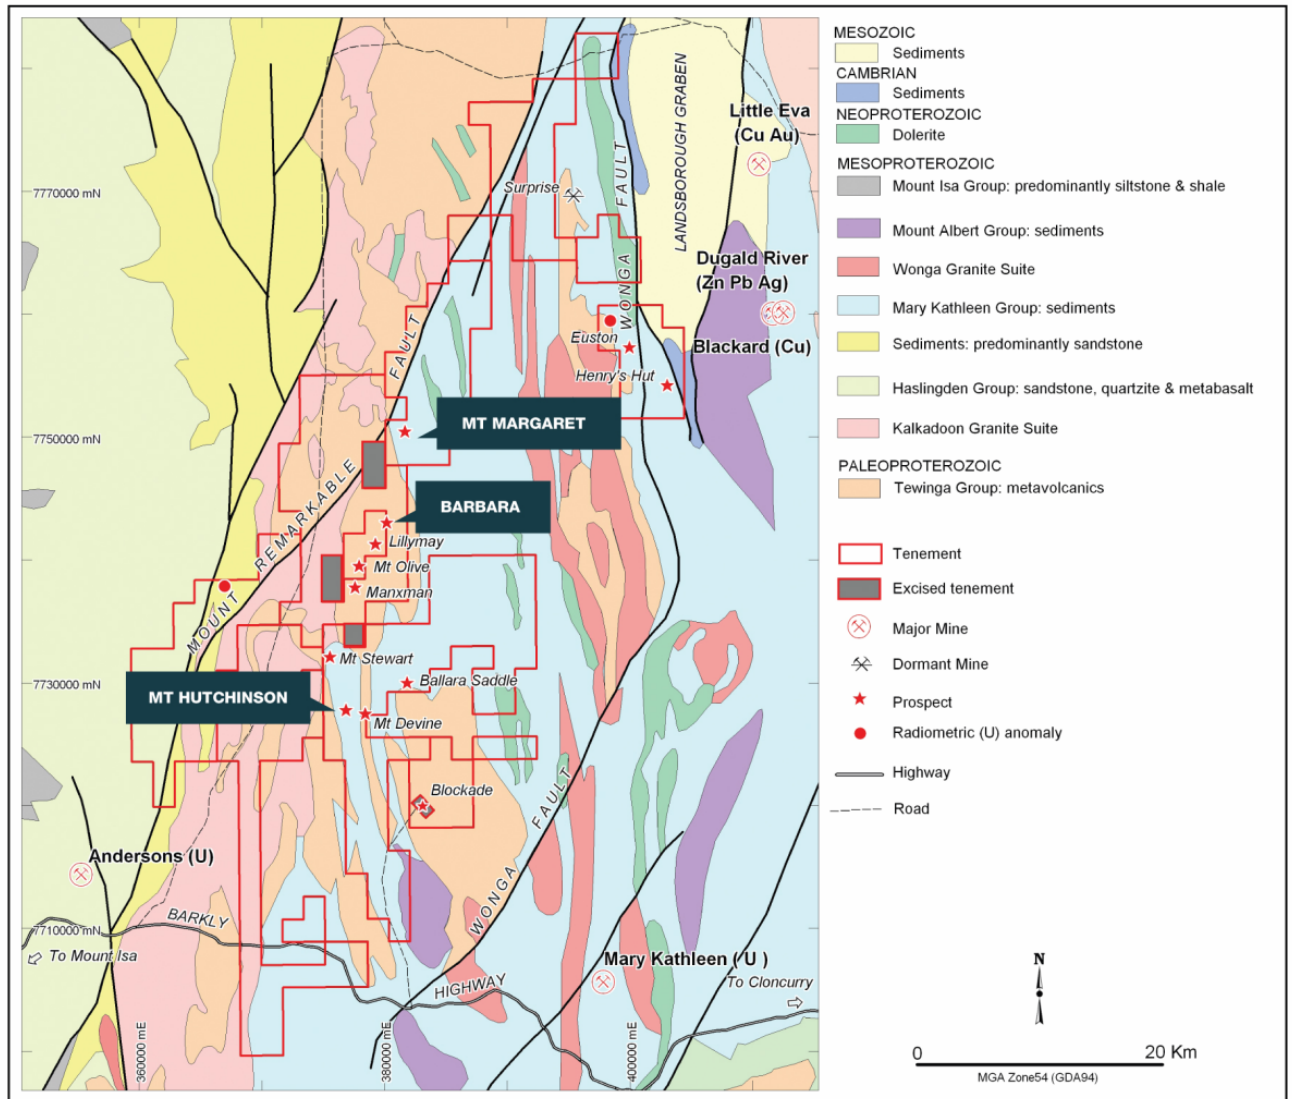 LANDSBOROUGH GRABEN
Little Eva
(Cu Au)
7770000 mN
Surprise
WONGA FAULT
Dugald River
(Zn Pb Ag)
Euston
Blackard (Cu)
Henry's Hut
MOUNT REMARKABLE FAULT
MT MARGARET
7750000 mN
BARBARA
Lillymay
Mt Olive
Manxman
Mt Stewart
7730000 mN
Ballara Saddle
MT HUTCHINSON
Mt Devine
Blockade
WONGA FAULT
Andersons (U)
BARKLY HIGHWAY
7710000 mN
To Mount Isa
Mary Kathleen ( U )
To Cloncurry
360000 mE
380000 mE
400000 mE
MESOZOIC
Sediments
CAMBRIAN
Sediments
NEOPROTEROZOIC
Dolerite
MESOPROTEROZOIC
Mount Isa Group: predominantly siltstone & shale
Mount Albert Group: sediments
Wonga Granite Suite
Mary Kathleen Group: sediments
Sediments: predominantly sandstone
Haslingden Group: sandstone, quartzite & metabasalt
Kalkadoon Granite Suite
PALEOPROTEROZOIC
Tewinga Group: metavolcanics
Tenement
Excised tenement
Major Mine
Dormant Mine
Prospect
Radiometric (U) anomaly
Highway
Road
N
0
20 Km
MGA Zone54 (GDA94)